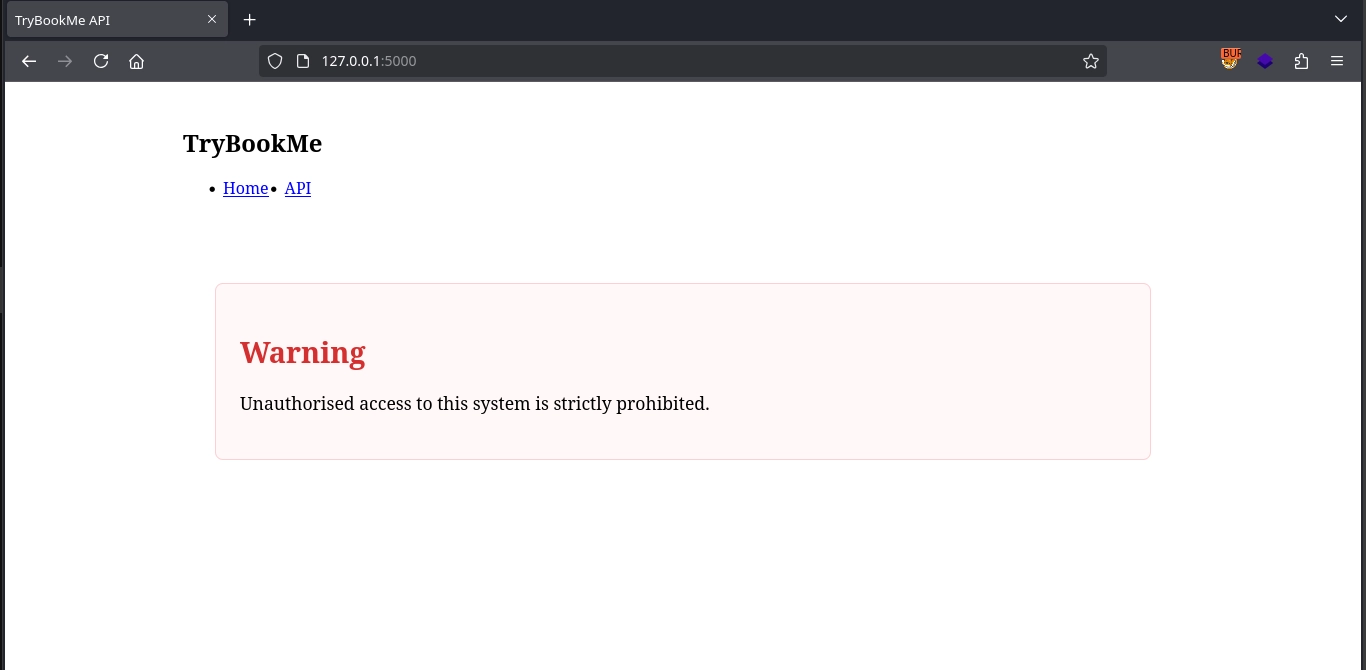 TryBookMe API
127.0.0.1:5000
BUR
TryBookMe
Home API
Warning
Unauthorised access to this system is strictly prohibited.